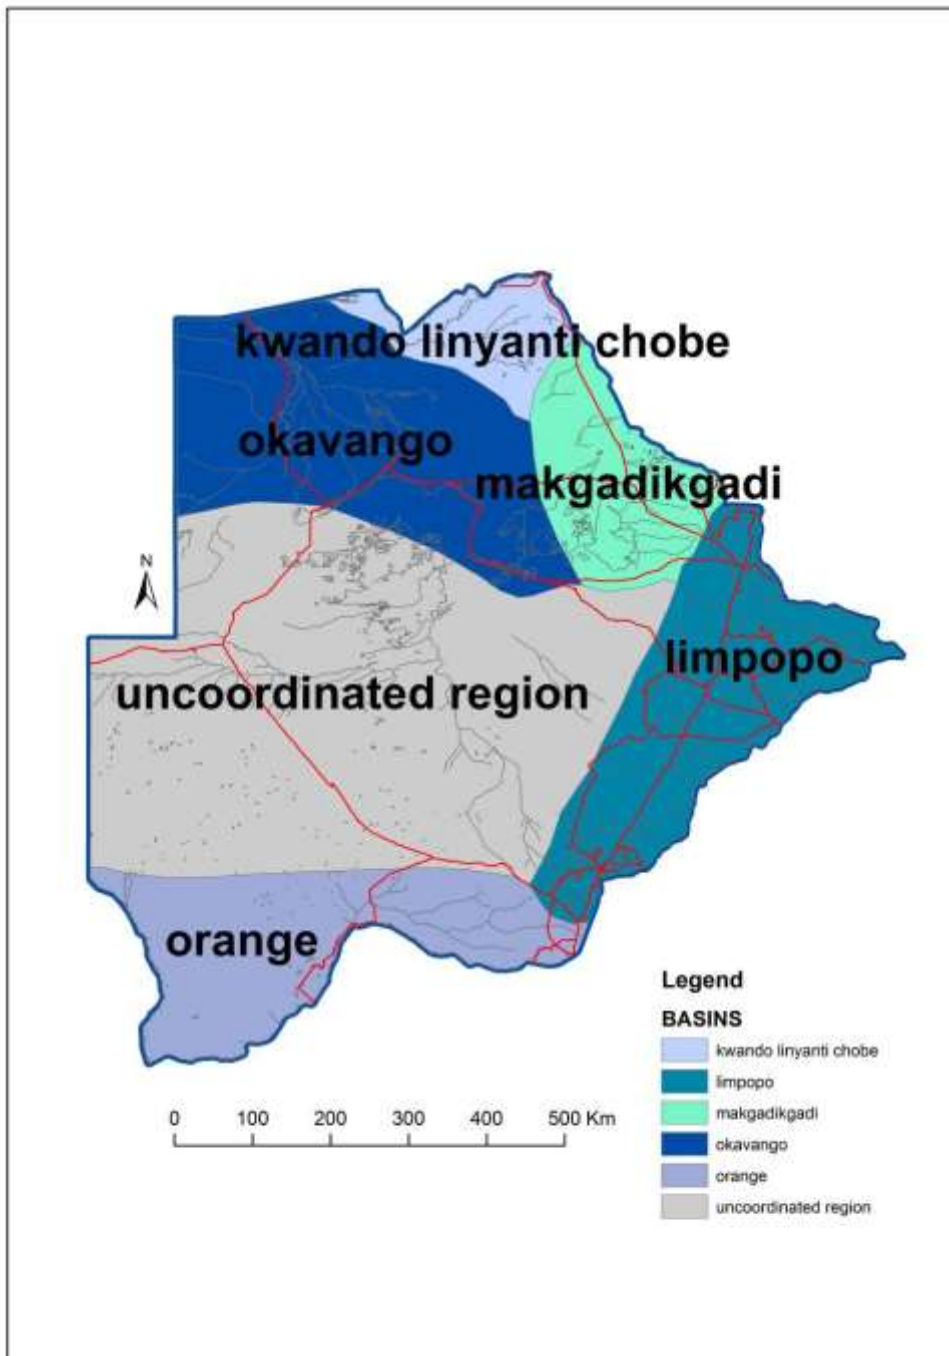 kwando linyanti chobe
okavango
makgadikgadi
N
limpopo
uncoordinated region
orange
Legend
BASINS
kwando linyanti chobe
limpopo
makgadikgadi
okavango
orange
uncoordinated region
0 100 200 300 400 500 Km